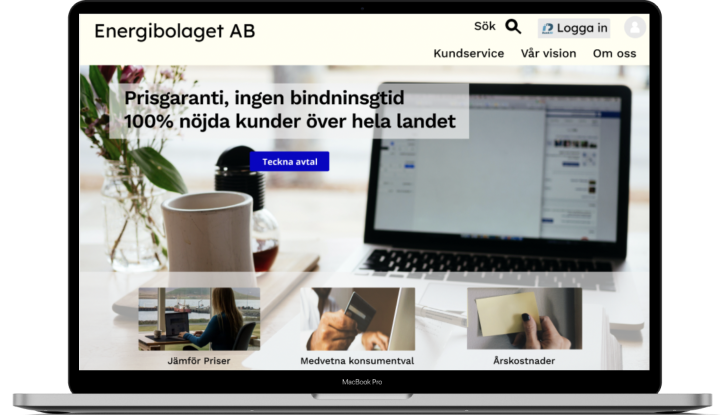 Energibolaget AB
Sök
Logga in
Kundservice Vår vision Om oss
Prisgaranti, ingen bindningstid
100% nöjda kunder över hela landet
Teckna avtal
Jämför Priser Medvetna konsumentval Årskostnader
MacBook Pro